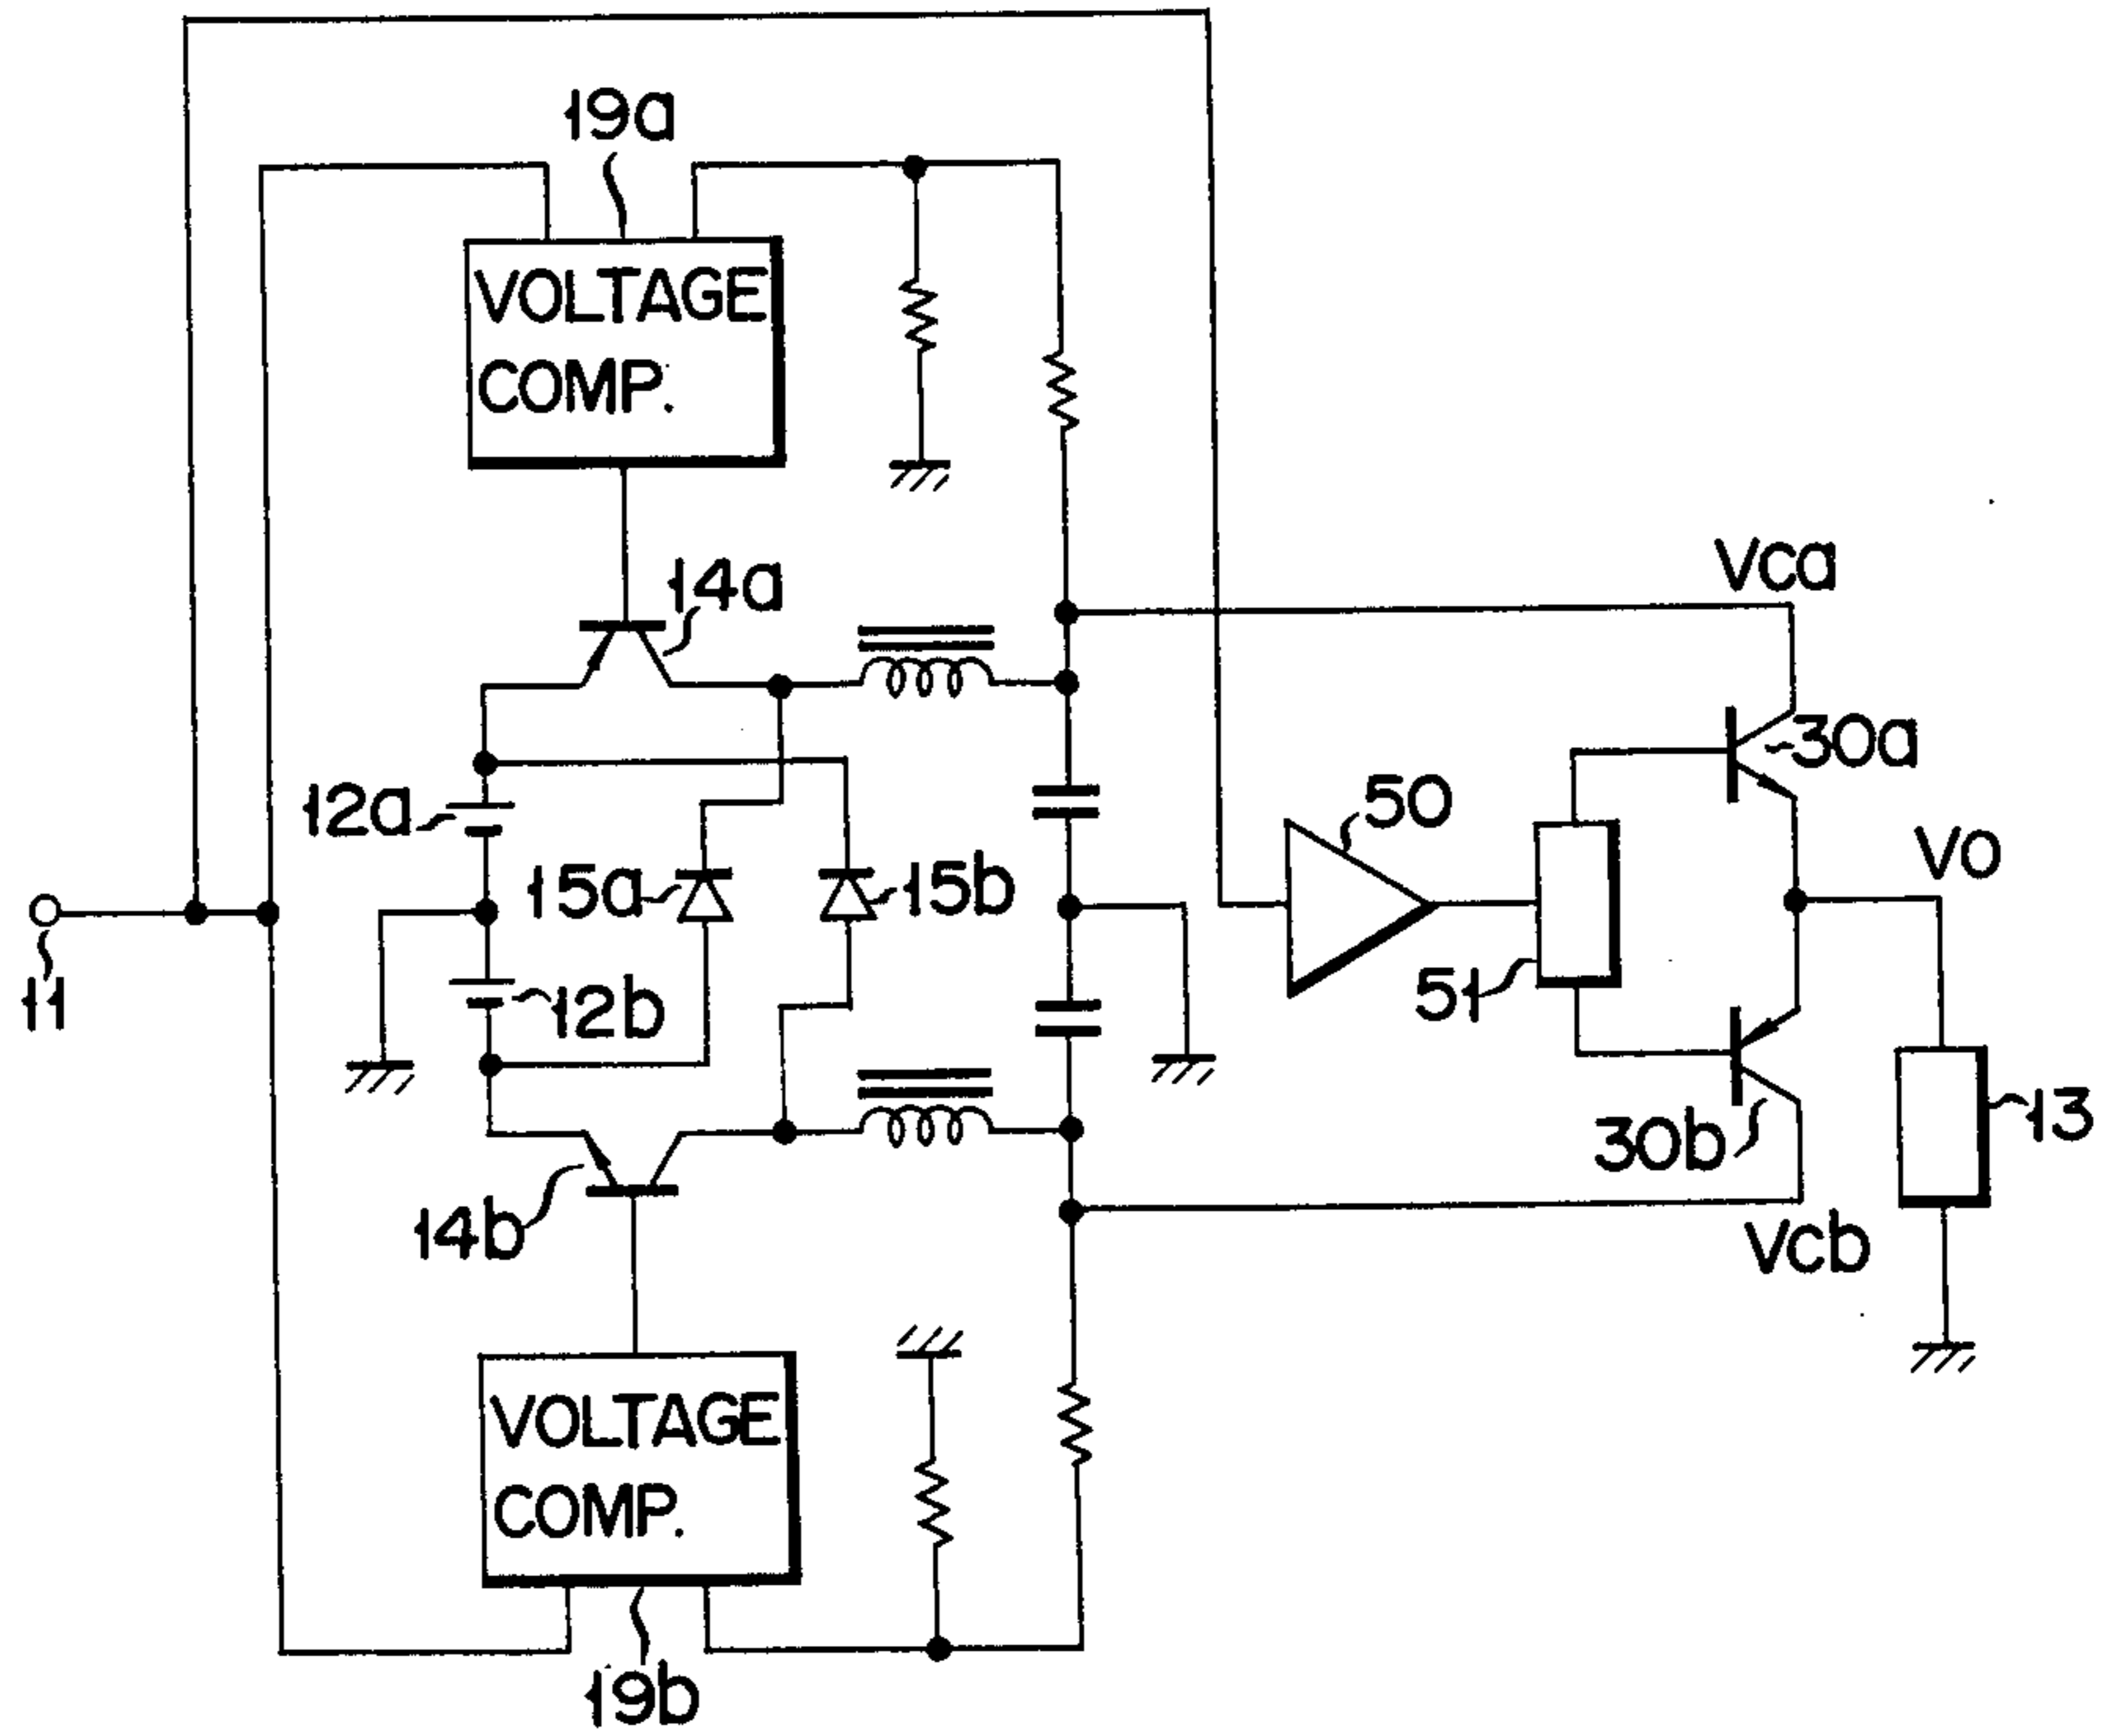 19a
VOLTAGE
COMP.
14a
Vca
30a
12a
50
15a
15b
VO
11
12b
51
13
30b
14b
Vcb
VOLTAGE
COMP.
19b